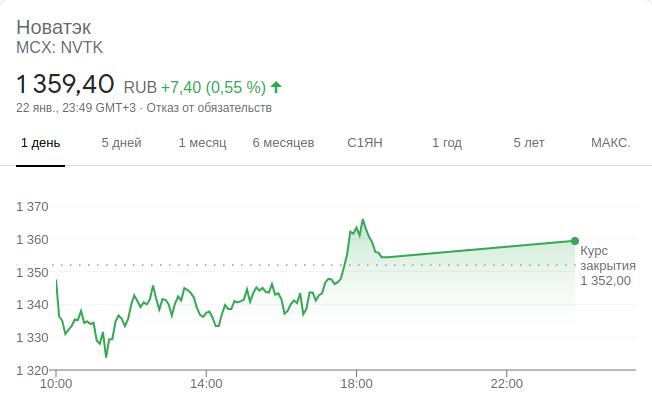 Новатэк
MCX: NVTK
1 359,40 RUB +7,40 (0,55 %)
22 янв., 23:49 GMT+3 · Отказ от обязательств
1 день 5 дней 1 месяц 6 месяцев С1ЯН 1 год 5 лет МАКС.
1 370
1 360
Курс
закрытия
1 352,00
1 350
1 340
1 330
1 320
10:00 14:00 18:00 22:00